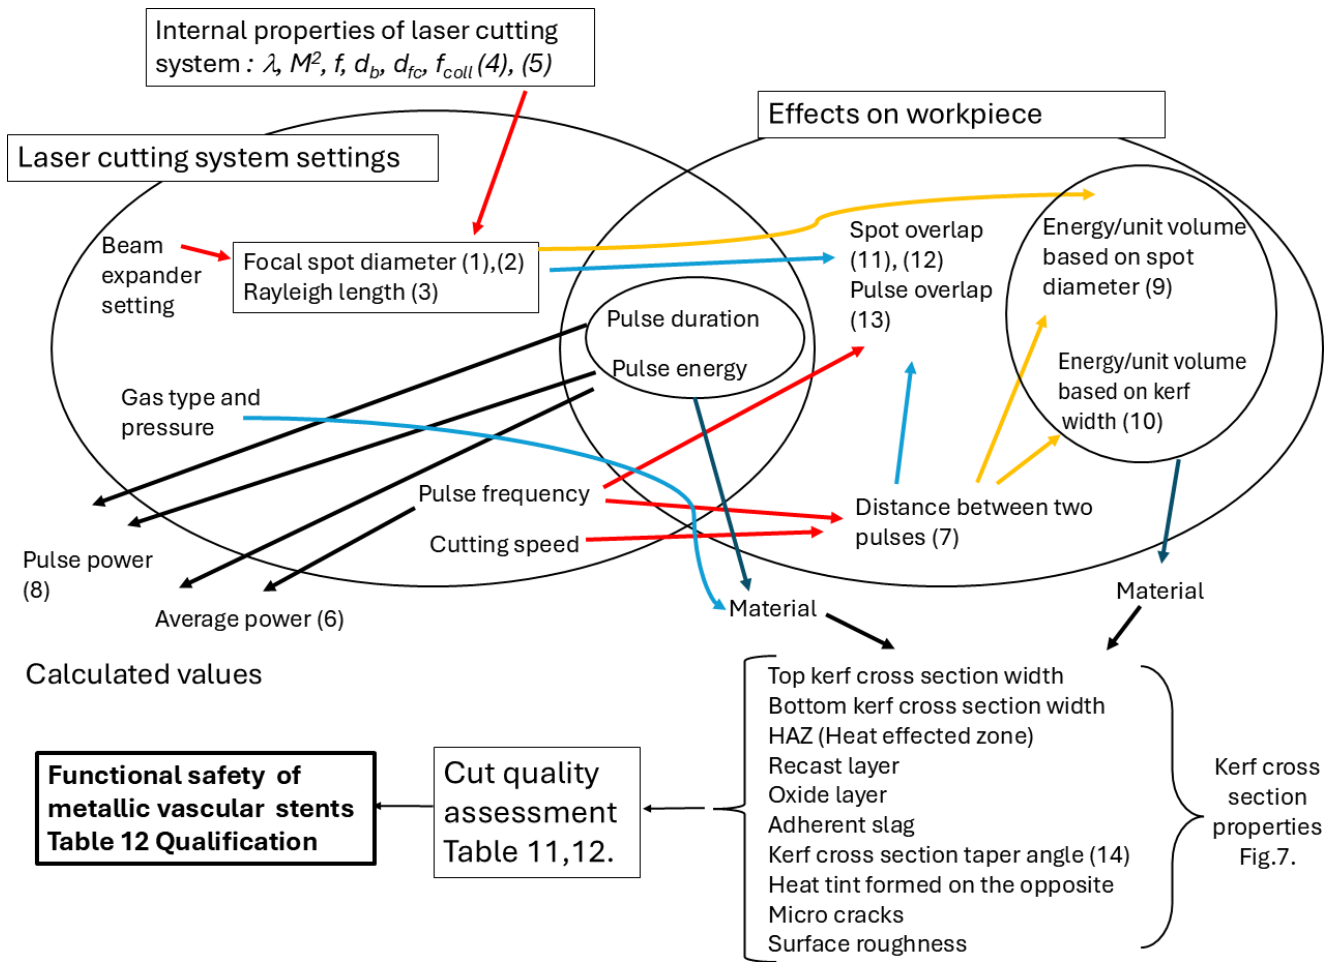 Internal properties of laser cutting
system : λ, M², f, d_b, d_fc, f_coll (4), (5)
Effects on workpiece
Laser cutting system settings
Beam
expander
setting
Focal spot diameter (1),(2)
Rayleigh length (3)
Spot overlap
(11), (12)
Pulse overlap
(13)
Energy/unit volume
based on spot
diameter (9)
Pulse duration
Pulse energy
Energy/unit volume
based on kerf
width (10)
Gas type and
pressure
Pulse frequency
Cutting speed
Distance between two
pulses (7)
Pulse power
(8)
Average power (6)
Material
Material
Calculated values
Top kerf cross section width
Bottom kerf cross section width
HAZ (Heat effected zone)
Recast layer
Oxide layer
Adherent slag
Kerf cross section taper angle (14)
Heat tint formed on the opposite
Micro cracks
Surface roughness
Kerf cross
section
properties
Fig.7.
Cut quality
assessment
Table 11,12.
Functional safety of
metallic vascular stents
Table 12 Qualification